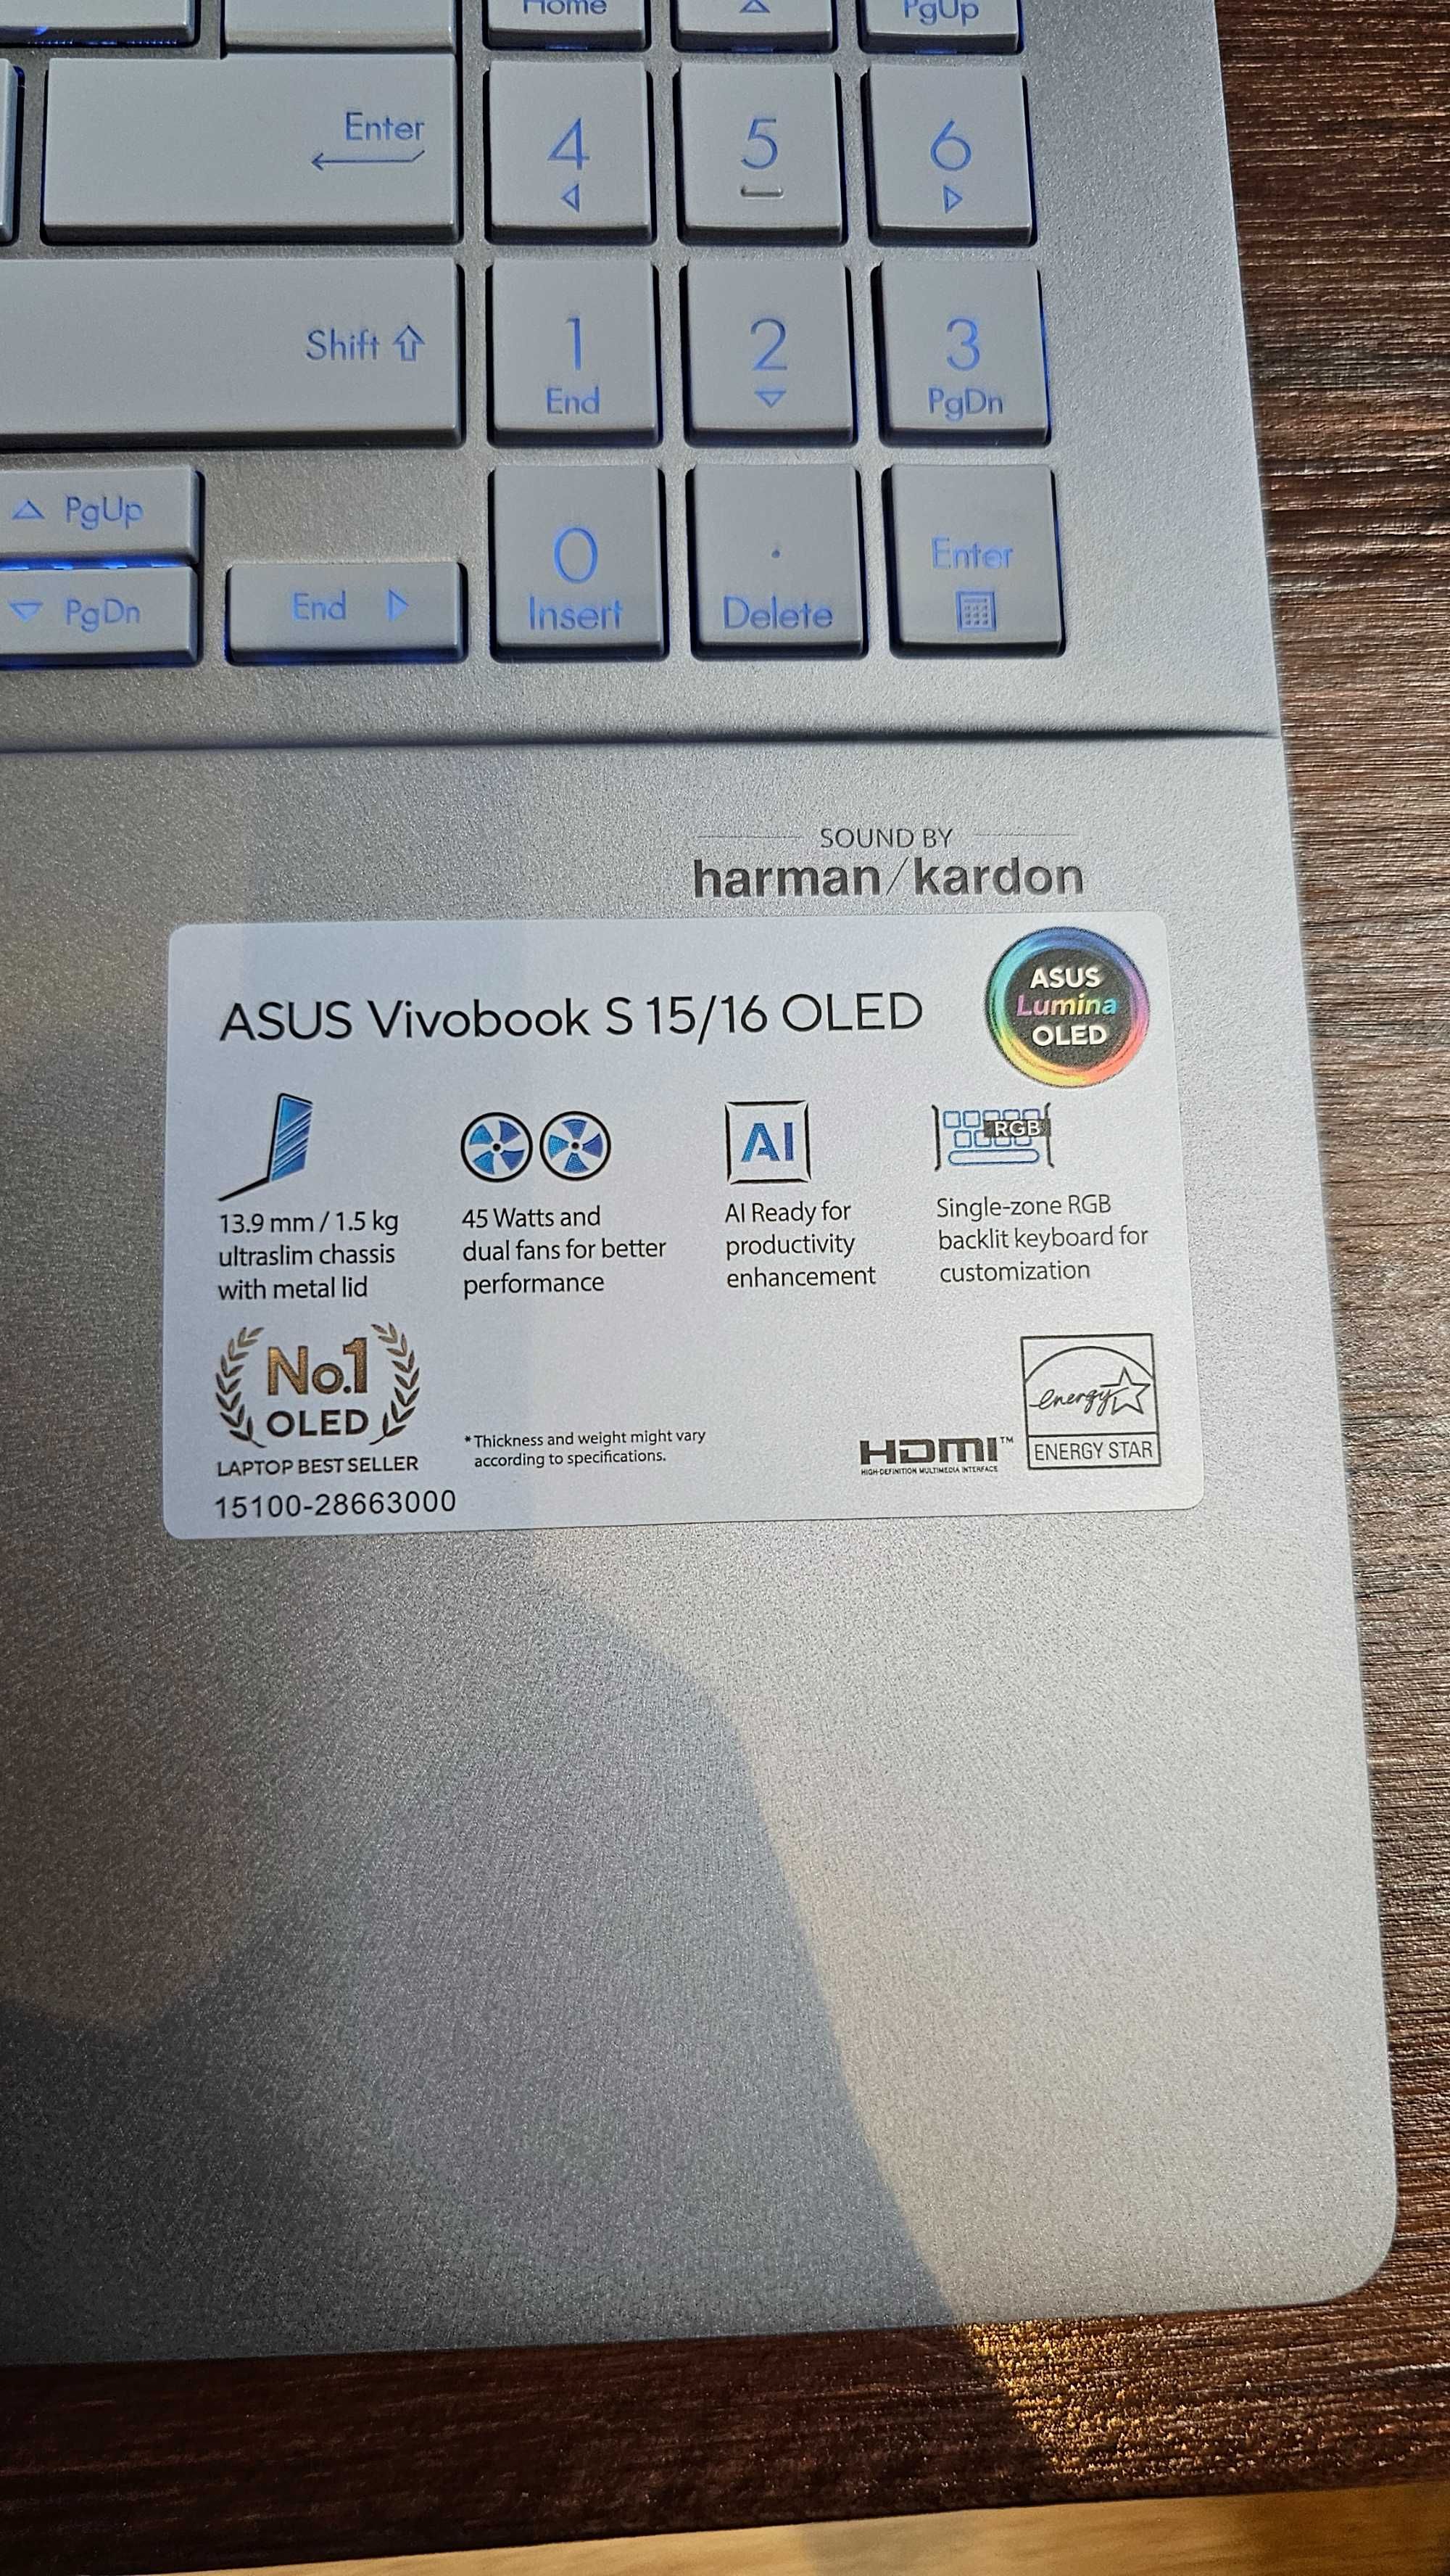 Home
PgUp
Enter
4
5
6
Shift
1
End
2
3
PgDn
PgUp
PgDn
End
0
Insert
.
Delete
Enter
SOUND BY
harman/kardon
ASUS Vivobook S 15/16 OLED
ASUS
Lumina
OLED
AI
RGB
13.9 mm / 1.5 kg
ultraslim chassis
with metal lid
45 Watts and
dual fans for better
performance
AI Ready for
productivity
enhancement
Single-zone RGB
backlit keyboard for
customization
No.1
OLED
LAPTOP BEST SELLER
15100-28663000
*Thickness and weight might vary
according to specifications.
HDMI™
HIGH-DEFINITION MULTIMEDIA INTERFACE
energy
ENERGY STAR